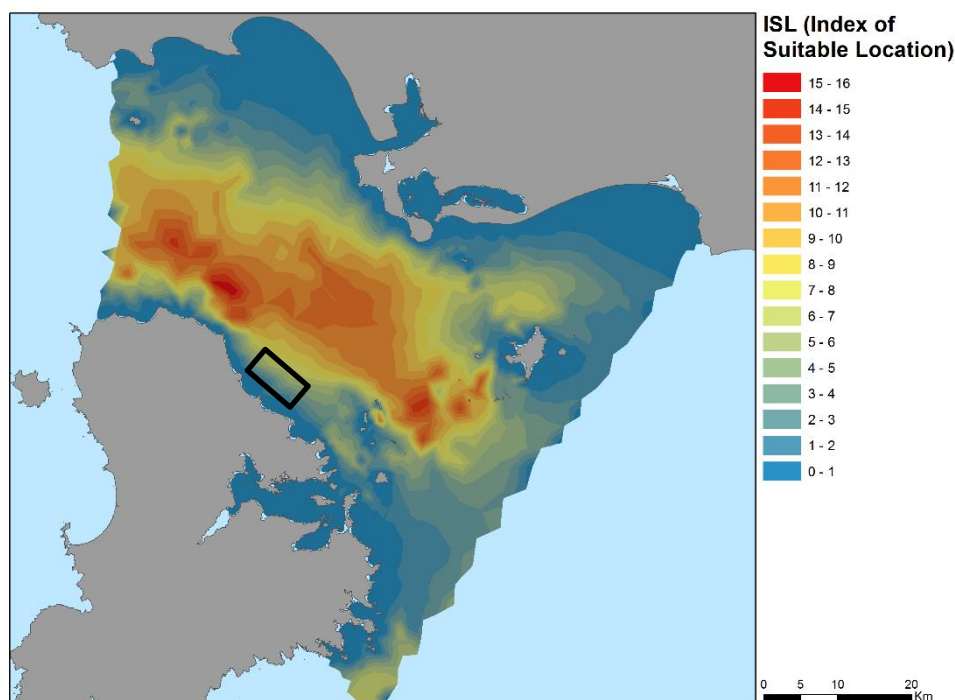 ISL (Index of
Suitable Location)
15 - 16
14 - 15
13 - 14
12 - 13
11 - 12
10 - 11
9 - 10
8 - 9
7 - 8
6 - 7
5 - 6
4 - 5
3 - 4
2 - 3
1 - 2
0 - 1
0 5 10 20
Km